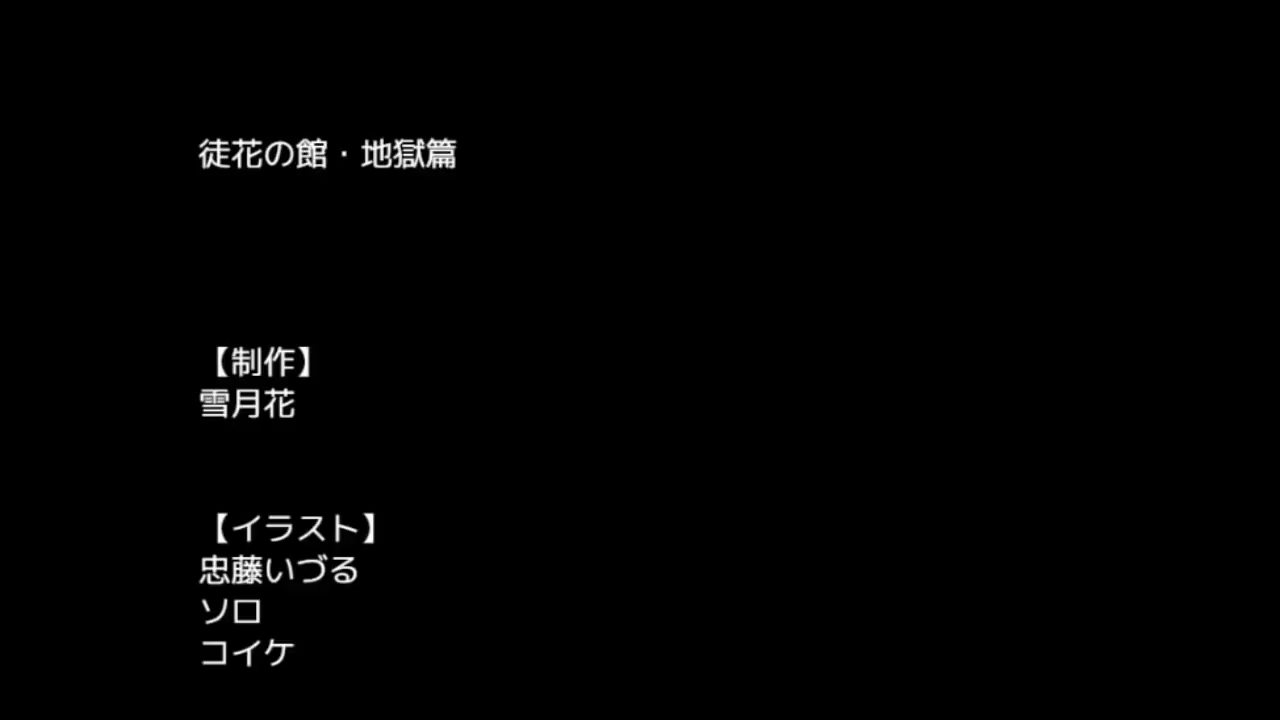 徒花の館・地獄篇
【制作】
雪月花
【イラスト】
忠藤いづる
ソロ
コイケ